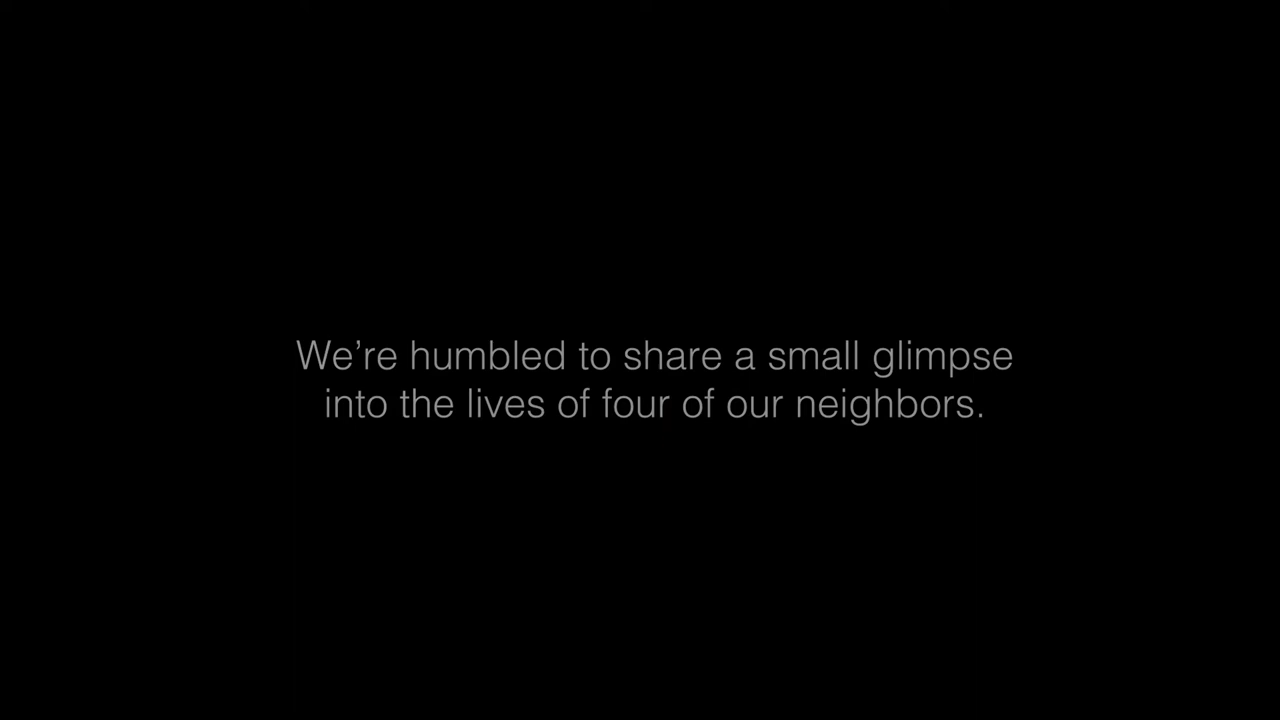 We’re humbled to share a small glimpse
into the lives of four of our neighbors.